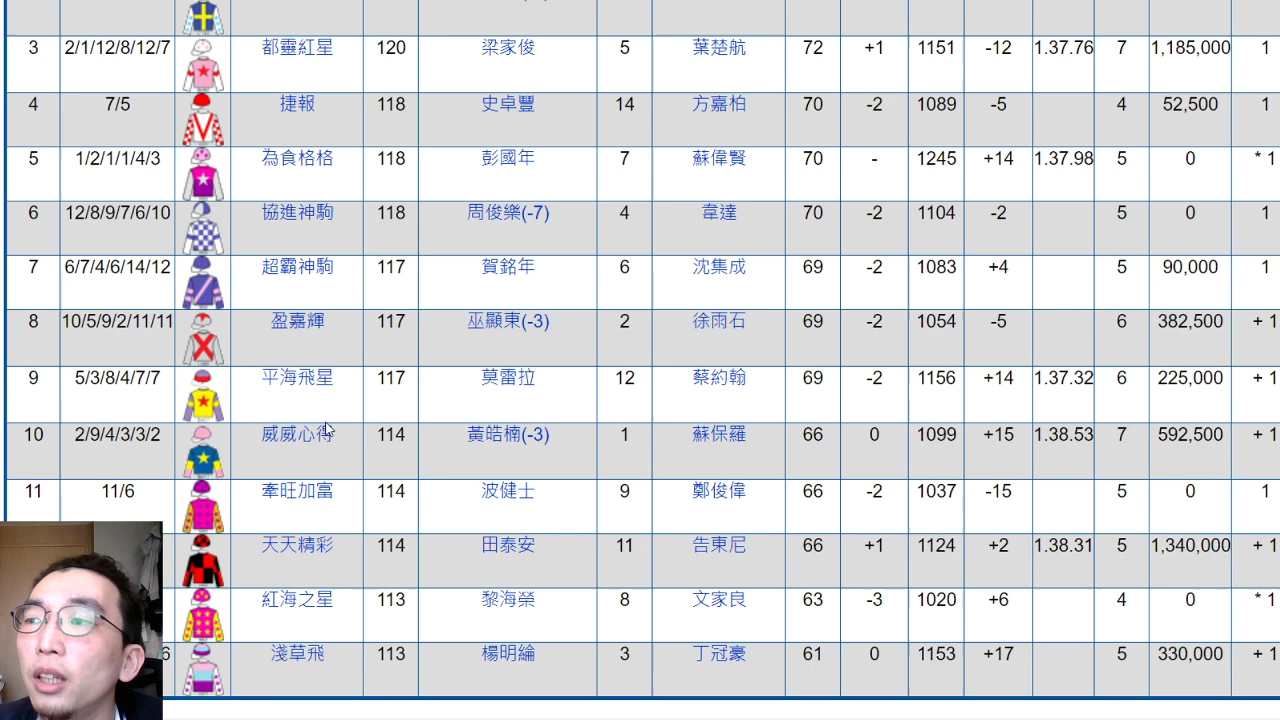 3 2/1/12/8/12/7 都靈紅星 120 梁家俊 5 葉楚航 72 +1 1151 -12 1.37.76 7 1,185,000 1
4 7/5 捷報 118 史卓豐 14 方嘉柏 70 -2 1089 -5 4 52,500 1
5 1/2/1/1/4/3 為食格格 118 彭國年 7 蘇偉賢 70 - 1245 +14 1.37.98 5 0 * 1
6 12/8/9/7/6/10 協進神駒 118 周俊樂(-7) 4 韋達 70 -2 1104 -2 5 0 1
7 6/7/4/6/14/12 超霸神駒 117 賀銘年 6 沈集成 69 -2 1083 +4 5 90,000 1
8 10/5/9/2/11/11 盈嘉輝 117 巫顯東(-3) 2 徐雨石 69 -2 1054 -5 6 382,500 + 1
9 5/3/8/4/7/7 平海飛星 117 莫雷拉 12 蔡約翰 69 -2 1156 +14 1.37.32 6 225,000 + 1
10 2/9/4/3/3/2 威威心得 114 黃皓楠(-3) 1 蘇保羅 66 0 1099 +15 1.38.53 7 592,500 + 1
11 11/6 牽旺加富 114 波健士 9 鄭俊偉 66 -2 1037 -15 5 0 1
天天精彩 114 田泰安 11 告東尼 66 +1 1124 +2 1.38.31 5 1,340,000 + 1
紅海之星 113 黎海榮 8 文家良 63 -3 1020 +6 4 0 * 1
6 淺草飛 113 楊明綸 3 丁冠豪 61 0 1153 +17 5 330,000 + 1